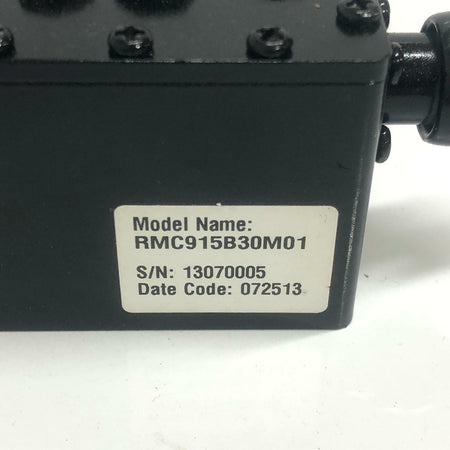 Model Name:
RMC915B30M01
S/N: 13070005
Date Code: 072513